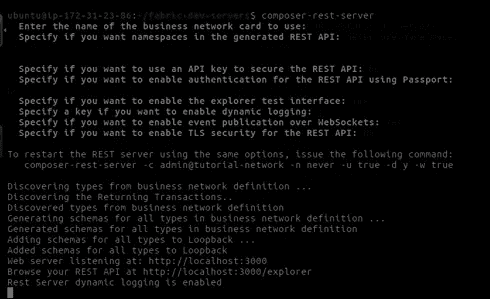 ubuntu@ip-172-31-23-86:~/fabric-dev-servers$ composer-rest-server
Enter the name of the business network card to use:
Specify if you want namespaces in the generated REST API:
Specify if you want to use an API key to secure the REST API:
Specify if you want to enable authentication for the REST API using Passport:
Specify if you want to enable the explorer test interface:
Specify a key if you want to enable dynamic logging:
Specify if you want to enable event publication over WebSockets:
Specify if you want to enable TLS security for the REST API:
To restart the REST server using the same options, issue the following command:
composer-rest-server -c admin@tutorial-network -n never -u true -d y -w true
Discovering types from business network definition ...
Discovering the Returning Transactions..
Discovered types from business network definition
Generating schemas for all types in business network definition ...
Generated schemas for all types in business network definition
Adding schemas for all types to Loopback ...
Added schemas for all types to Loopback
Web server listening at: http://localhost:3000
Browse your REST API at http://localhost:3000/explorer
Rest Server dynamic logging is enabled